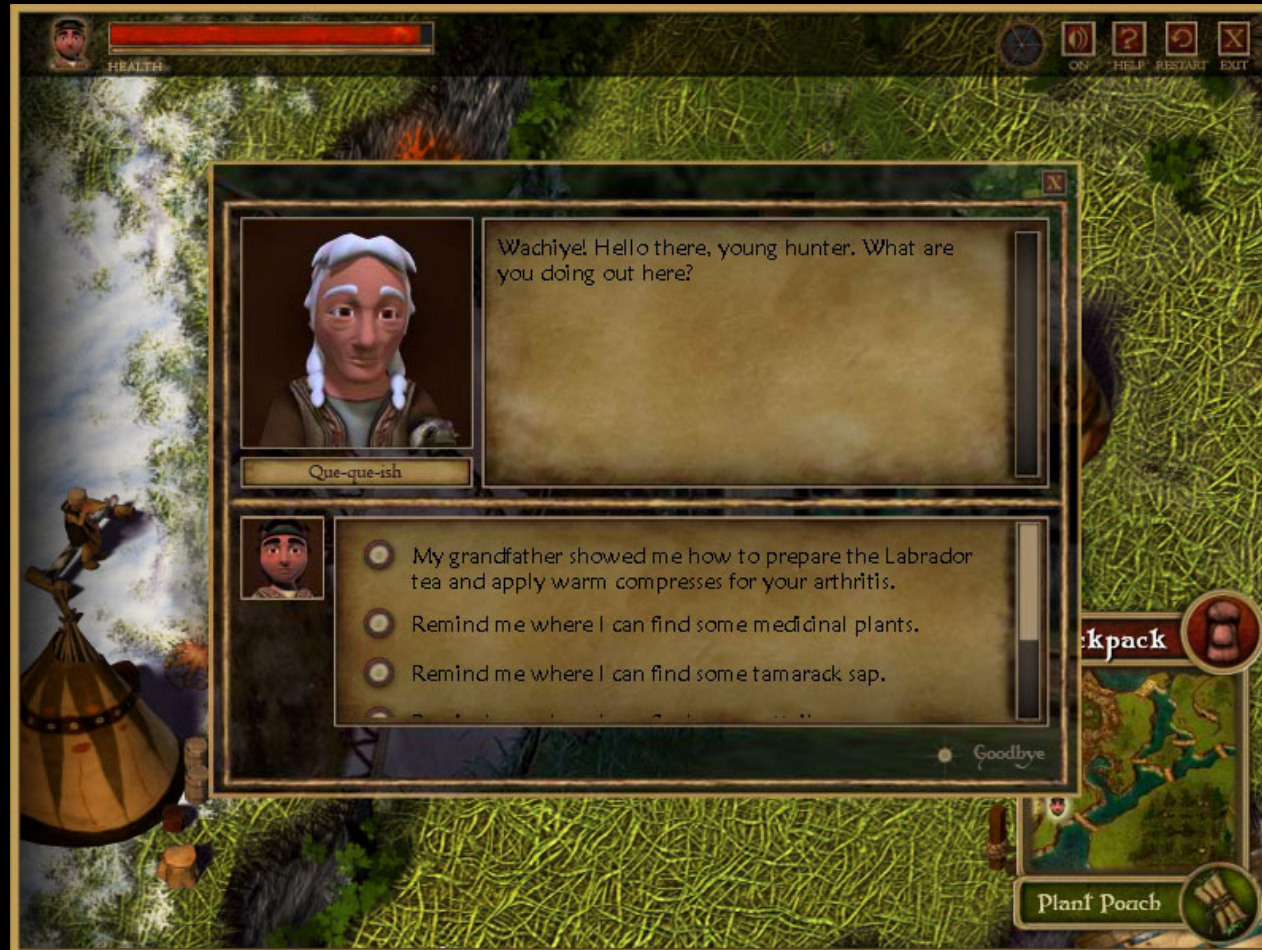 HEALTH
ON HELP RESTART EXIT
Wachiye! Hello there, young hunter. What are
you doing out here?
Que-que-ish
My grandfather showed me how to prepare the Labrador
tea and apply warm compresses for your arthritis.
Remind me where I can find some medicinal plants.
Remind me where I can find some tamarack sap.
Goodbye
ckpack
Plant Pouch